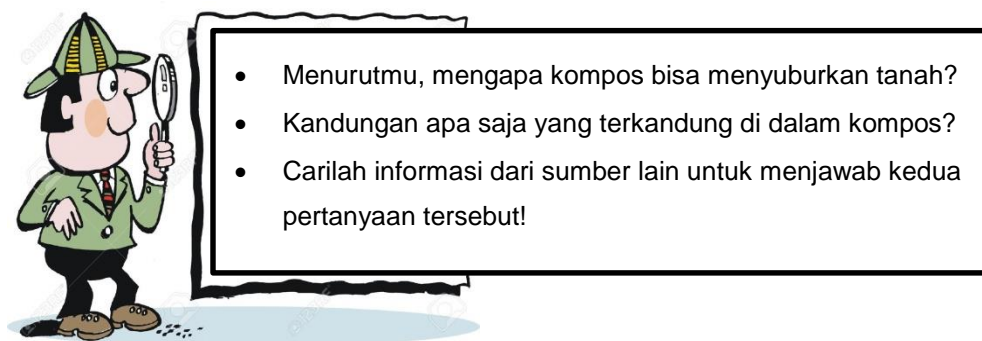 • Menurutmu, mengapa kompos bisa menyuburkan tanah?
• Kandungan apa saja yang terkandung di dalam kompos?
• Carilah informasi dari sumber lain untuk menjawab kedua
pertanyaan tersebut!